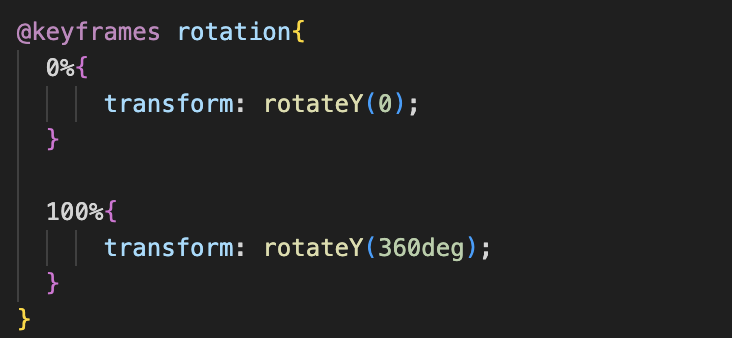 @keyframes rotation{
0%{
transform: rotateY(0);
}
100%{
transform: rotateY(360deg);
}
}